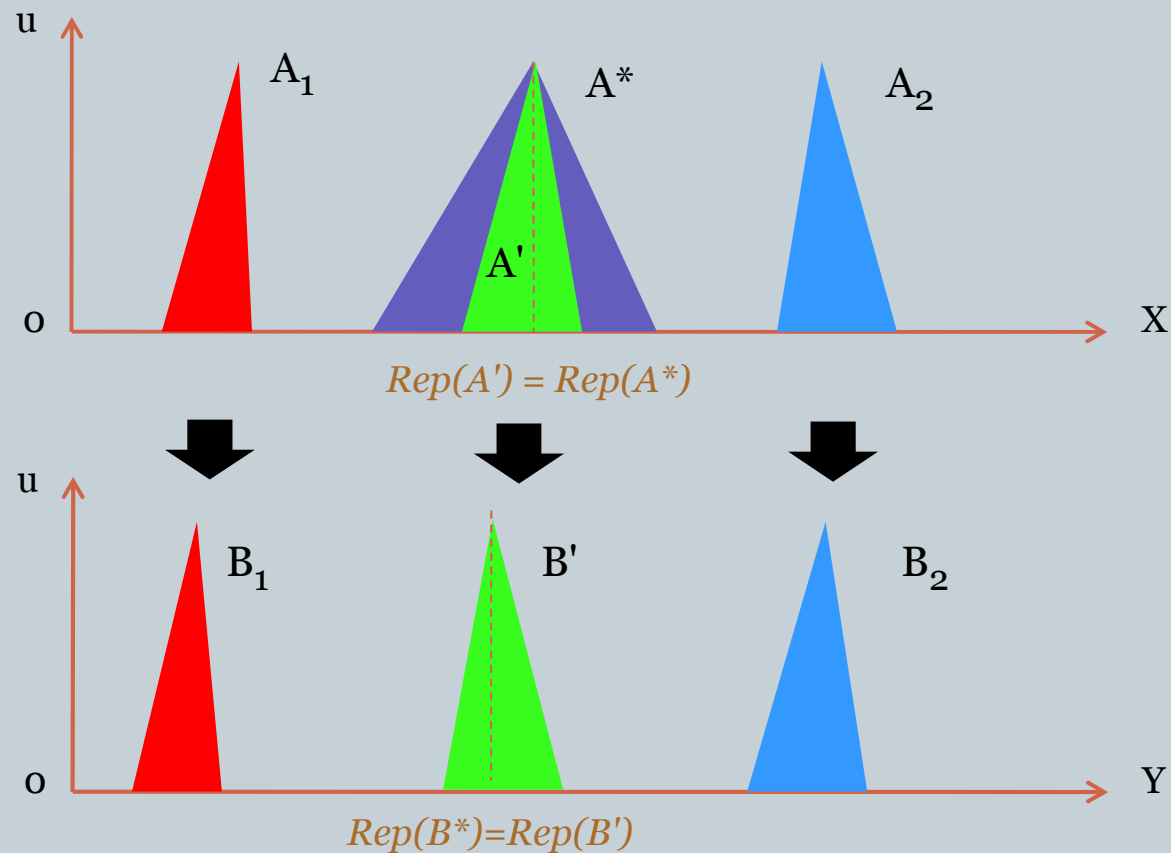 u
A₁
A*
A₂
A'
o
X
Rep(A') = Rep(A*)
u
B₁
B'
B₂
o
Y
Rep(B*)=Rep(B')